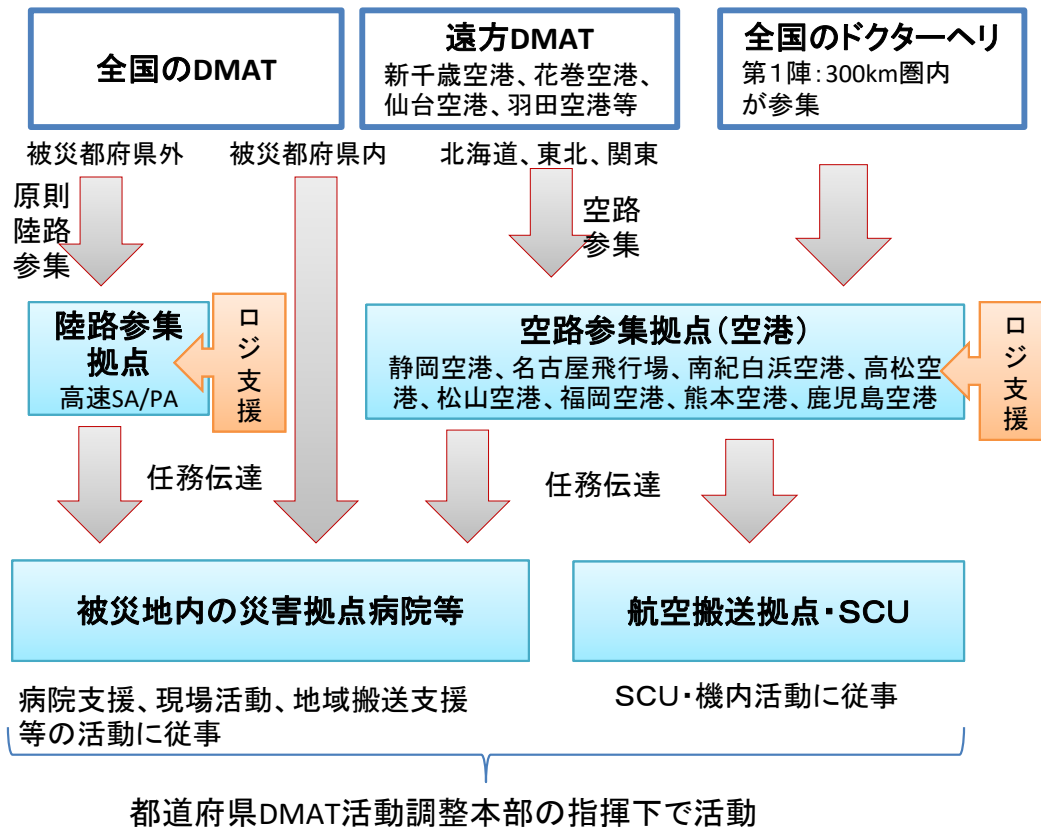 全国のDMAT
遠方DMAT
新千歳空港、花巻空港、
仙台空港、羽田空港等
全国のドクターヘリ
第1陣:300km圏内
が参集
被災都府県外
被災都府県内
北海道、東北、関東
原則
陸路
参集
空路
参集
陸路参集
拠点
高速SA/PA
ロジ支援
空路参集拠点(空港)
静岡空港、名古屋飛行場、南紀白浜空港、高松空
港、松山空港、福岡空港、熊本空港、鹿児島空港
ロジ支援
任務伝達
任務伝達
被災地内の災害拠点病院等
航空搬送拠点・SCU
病院支援、現場活動、地域搬送支援
等の活動に従事
SCU・機内活動に従事
都道府県DMAT活動調整本部の指揮下で活動